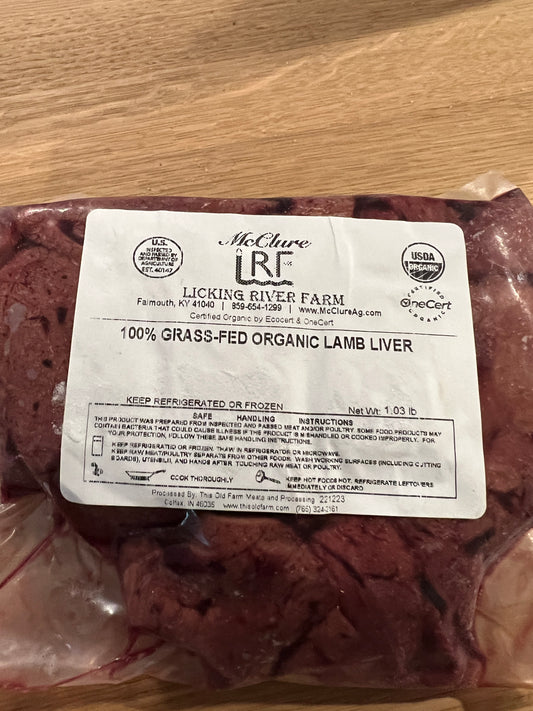 McClure
LRF
LICKING RIVER FARM
Falmouth, KY 41040 | 859-654-1299 | www.McClureAg.com
Certified Organic by Ecocert & OneCert
U.S.
INSPECTED
AND PASSED BY
DEPARTMENT OF
AGRICULTURE
EST. 40147
USDA
ORGANIC
CERTIFIED
OneCert
ORGANIC
100% GRASS-FED ORGANIC LAMB LIVER
KEEP REFRIGERATED OR FROZEN
Net Wt: 1.03 lb
SAFE HANDLING INSTRUCTIONS
THIS PRODUCT WAS PREPARED FROM INSPECTED AND PASSED MEAT AND/OR POULTRY. SOME FOOD PRODUCTS MAY
CONTAIN BACTERIA THAT COULD CAUSE ILLNESS IF THE PRODUCT IS MISHANDLED OR COOKED IMPROPERLY. FOR
YOUR PROTECTION, FOLLOW THESE SAFE HANDLING INSTRUCTIONS.
KEEP REFRIGERATED OR FROZEN. THAW IN REFRIGERATOR OR MICROWAVE.
KEEP RAW MEAT/POULTRY SEPARATE FROM OTHER FOODS. WASH WORKING SURFACES (INCLUDING CUTTING
BOARDS), UTENSILS, AND HANDS AFTER TOUCHING RAW MEAT OR POULTRY.
COOK THOROUGHLY
KEEP HOT FOODS HOT. REFRIGERATE LEFTOVERS
IMMEDIATELY OR DISCARD
Processed By: This Old Farm Meats and Processing 221223
Colfax, IN 46035 www.thisoldfarm.com (765) 324-2161